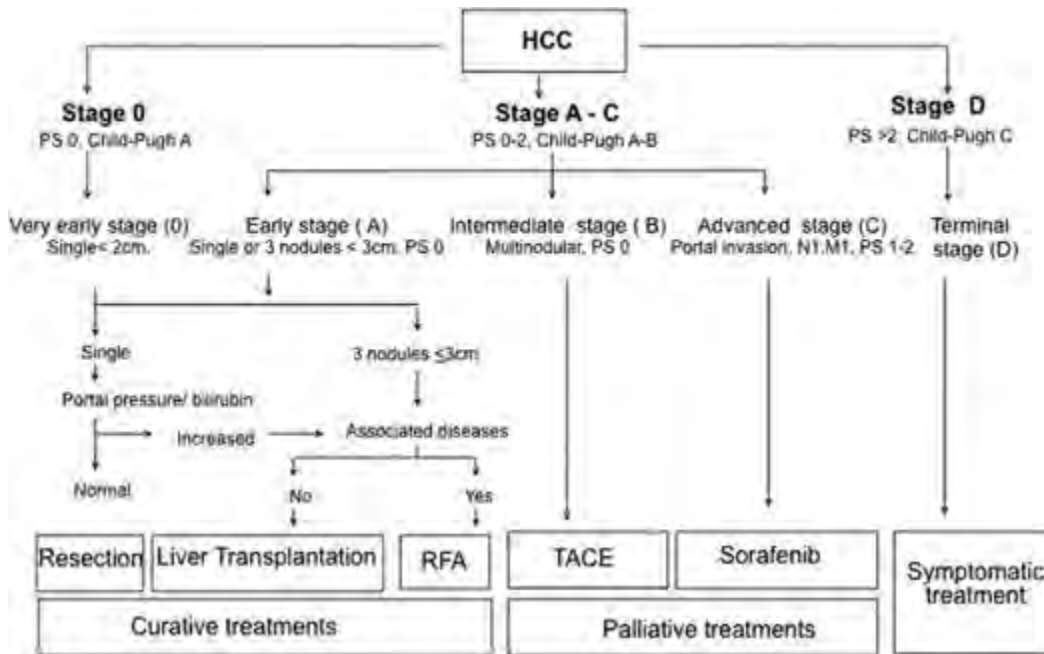 HCC
Stage 0
PS 0, Child-Pugh A
Stage A - C
PS 0-2, Child-Pugh A-B
Stage D
PS >2, Child-Pugh C
Very early stage (0)
Single< 2cm.
Early stage ( A)
Single or 3 nodules < 3cm, PS 0
Intermediate stage ( B)
Multinodular, PS 0
Advanced stage (C)
Portal invasion, N1,M1, PS 1-2
Terminal
stage (D)
Single
3 nodules ≤3cm
Portal pressure/ bilirubin
Increased
Associated diseases
Normal
No
Yes
Resection
Liver Transplantation
RFA
TACE
Sorafenib
Symptomatic
treatment
Curative treatments
Palliative treatments